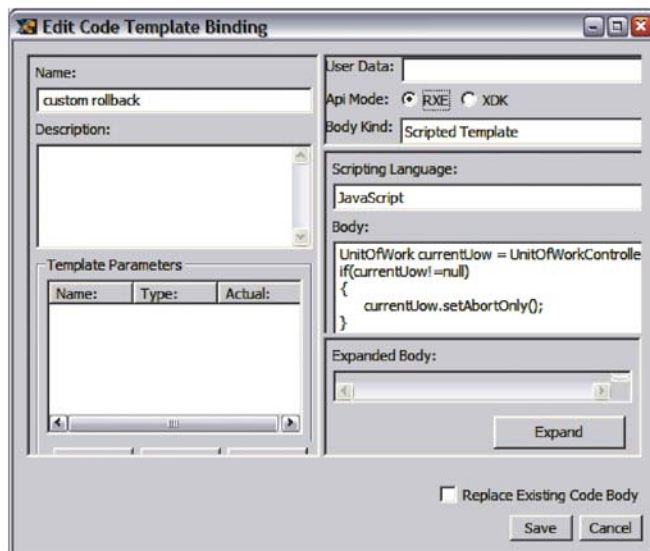 Edit Code Template Binding
Name:
custom rollback
Description:
Template Parameters
Name: Type: Actual:
User Data:
Api Mode: RXE XDK
Body Kind: Scripted Template
Scripting Language:
JavaScript
Body:
UnitOfWork currentUow = UnitOfWorkControlle
if(currentUow!=null)
{
currentUow.setAbortOnly();
}
Expanded Body:
Expand
Replace Existing Code Body
Save Cancel